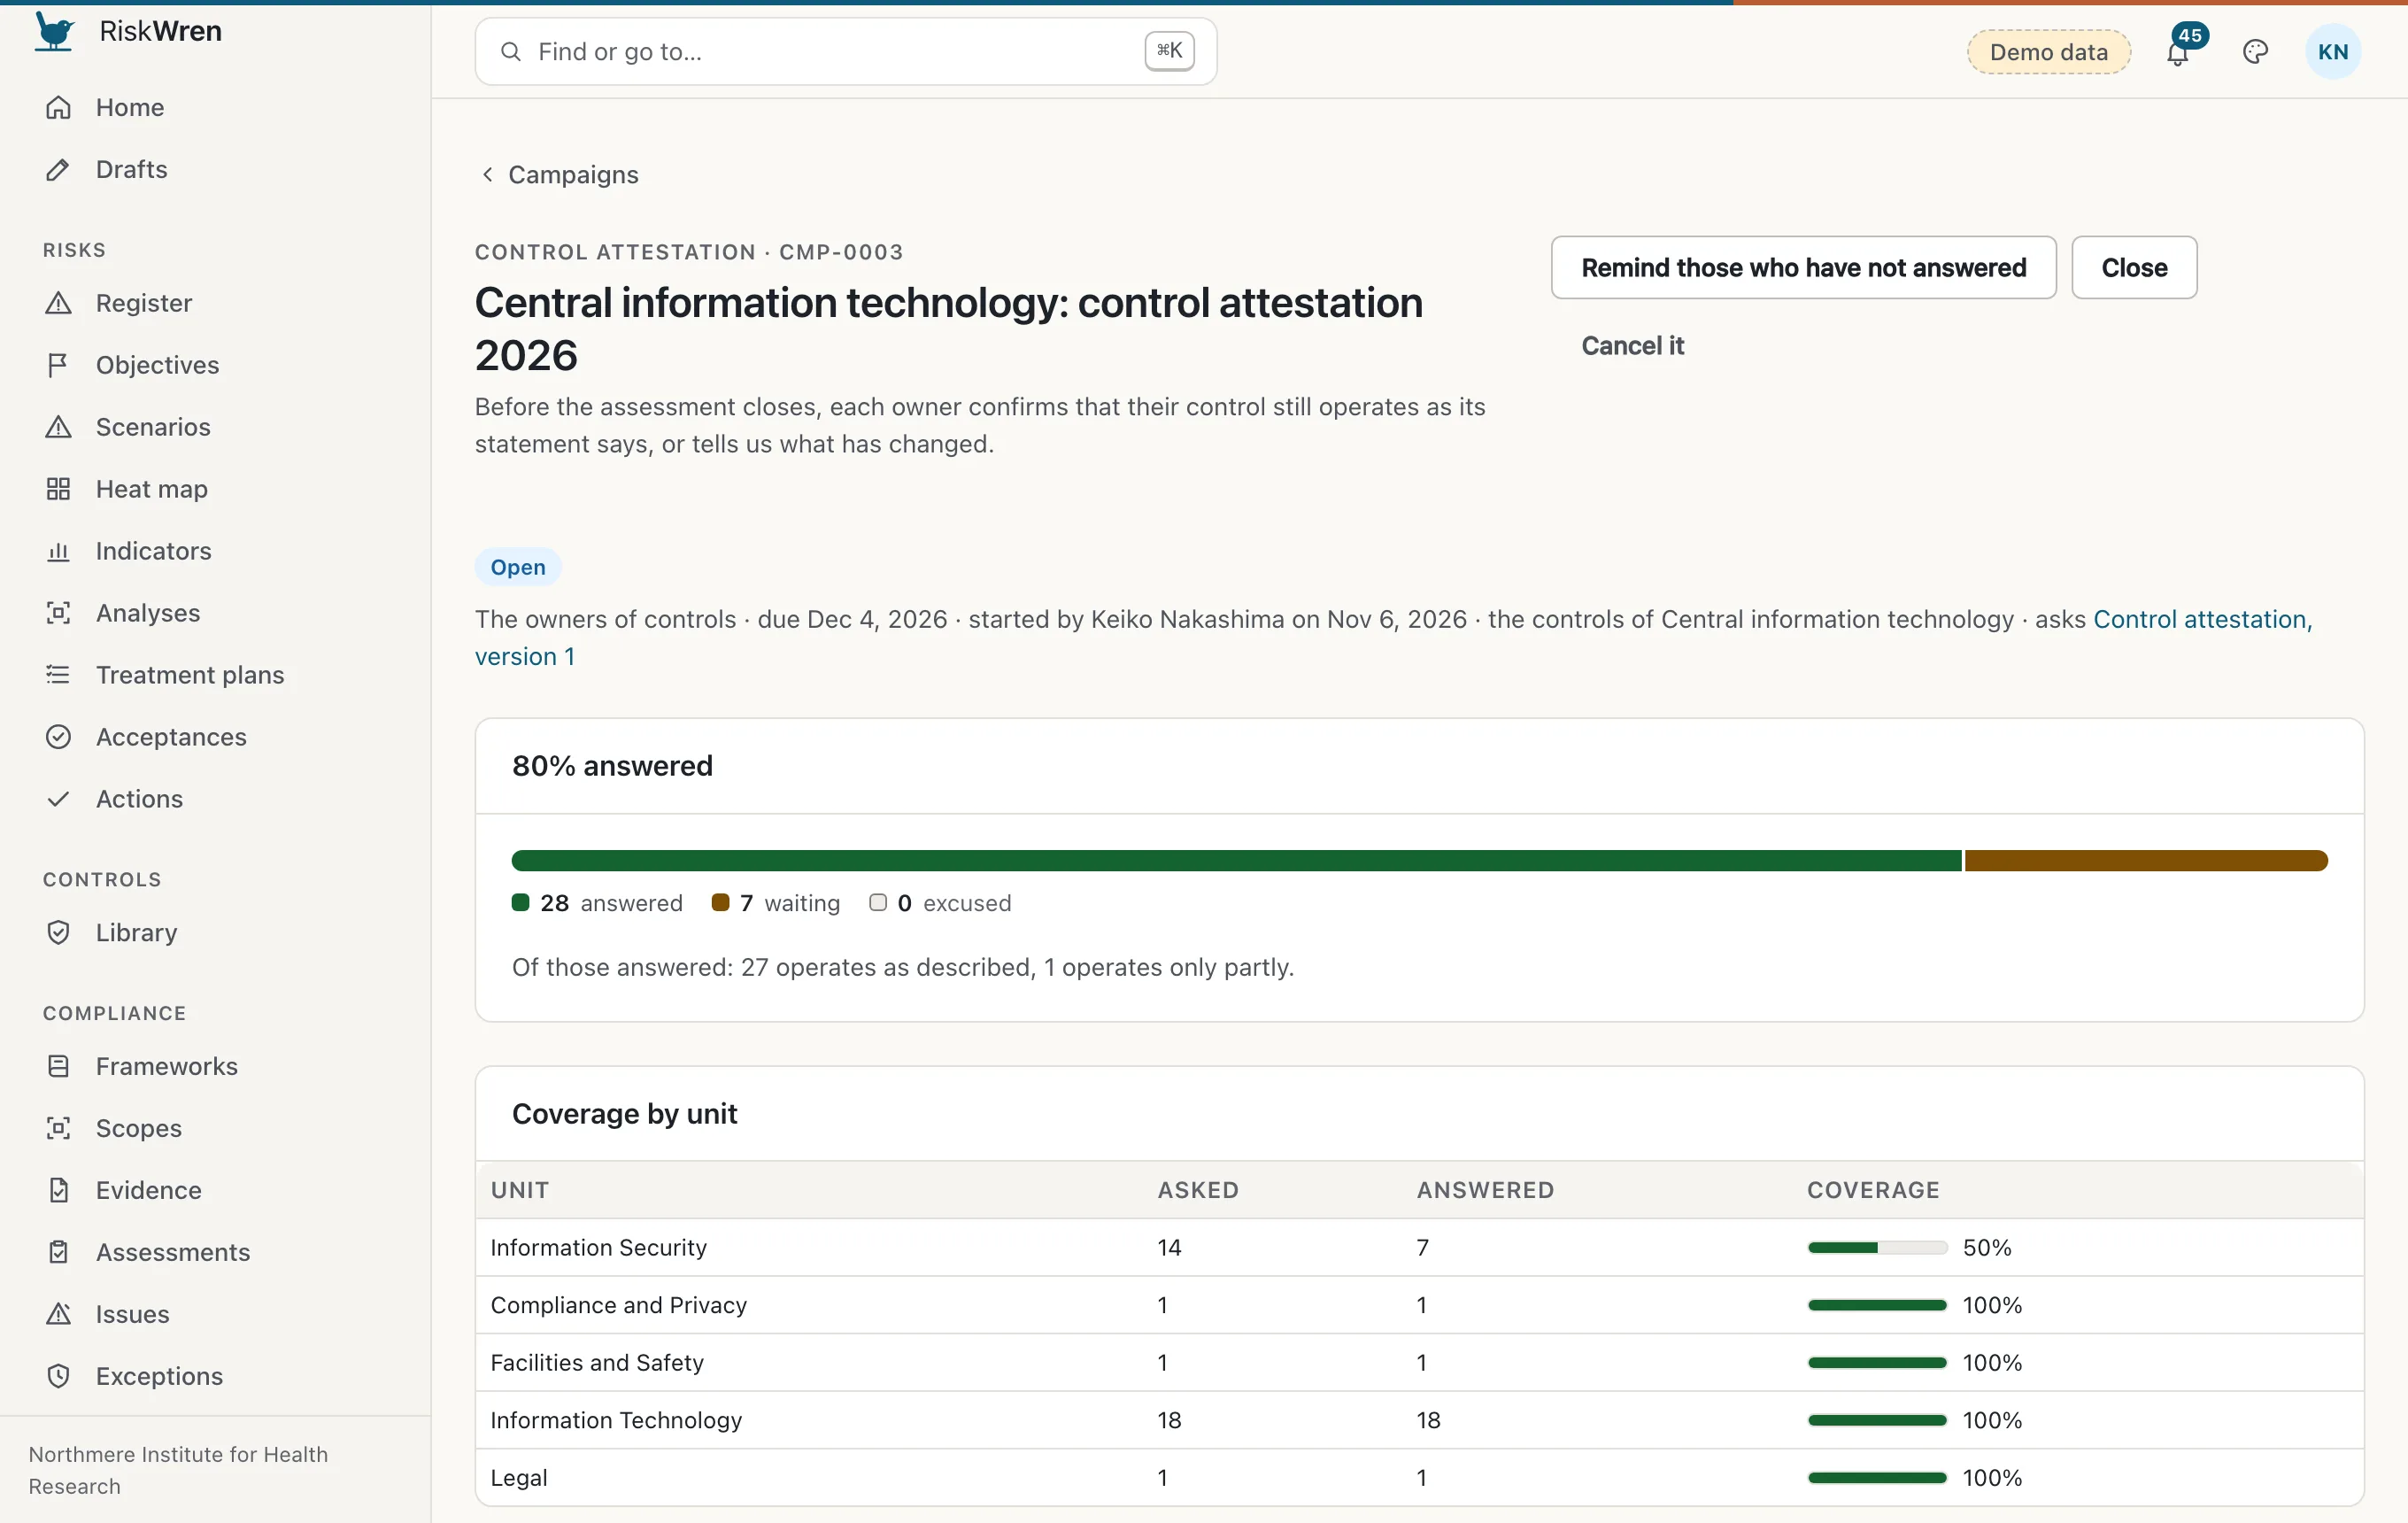 RiskWren
Find or go to...
⌘K
Demo data
45
KN
Home
Drafts
RISKS
Register
Objectives
Scenarios
Heat map
Indicators
Analyses
Treatment plans
Acceptances
Actions
CONTROLS
Library
COMPLIANCE
Frameworks
Scopes
Evidence
Assessments
Issues
Exceptions
Northmere Institute for Health
Research
Campaigns
CONTROL ATTESTATION · CMP-0003
Central information technology: control attestation
2026
Before the assessment closes, each owner confirms that their control still operates as its
statement says, or tells us what has changed.
Remind those who have not answered
Close
Cancel it
Open
The owners of controls · due Dec 4, 2026 · started by Keiko Nakashima on Nov 6, 2026 · the controls of Central information technology · asks Control attestation,
version 1
80% answered
28 answered 7 waiting 0 excused
Of those answered: 27 operates as described, 1 operates only partly.
Coverage by unit
UNIT ASKED ANSWERED COVERAGE
Information Security 14 7 50%
Compliance and Privacy 1 1 100%
Facilities and Safety 1 1 100%
Information Technology 18 18 100%
Legal 1 1 100%